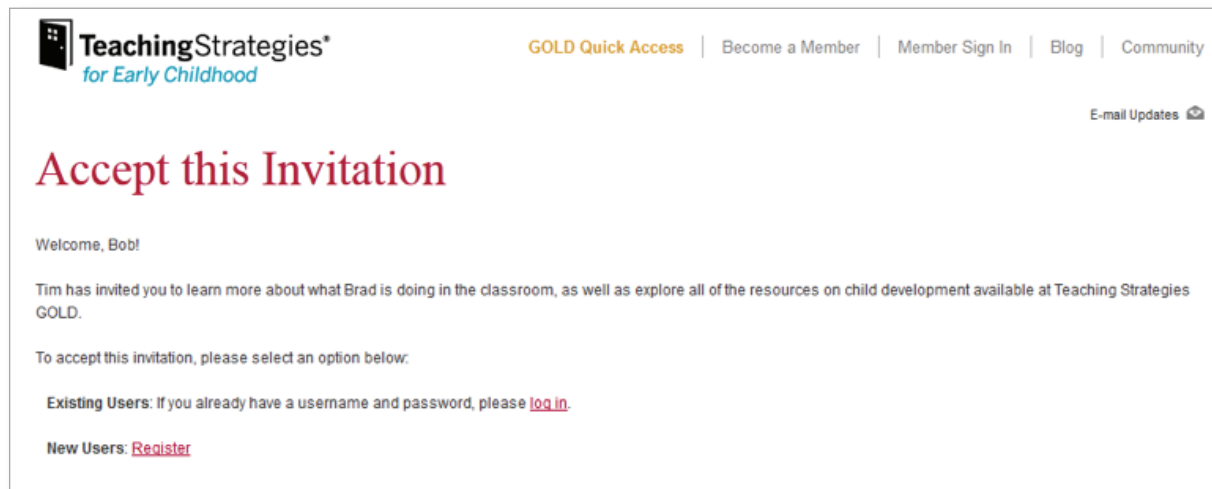 TeachingStrategies®
for Early Childhood
GOLD Quick Access | Become a Member | Member Sign In | Blog | Community
E-mail Updates
Accept this Invitation
Welcome, Bob!
Tim has invited you to learn more about what Brad is doing in the classroom, as well as explore all of the resources on child development available at Teaching Strategies
GOLD.
To accept this invitation, please select an option below:
Existing Users: If you already have a username and password, please log in.
New Users: Register